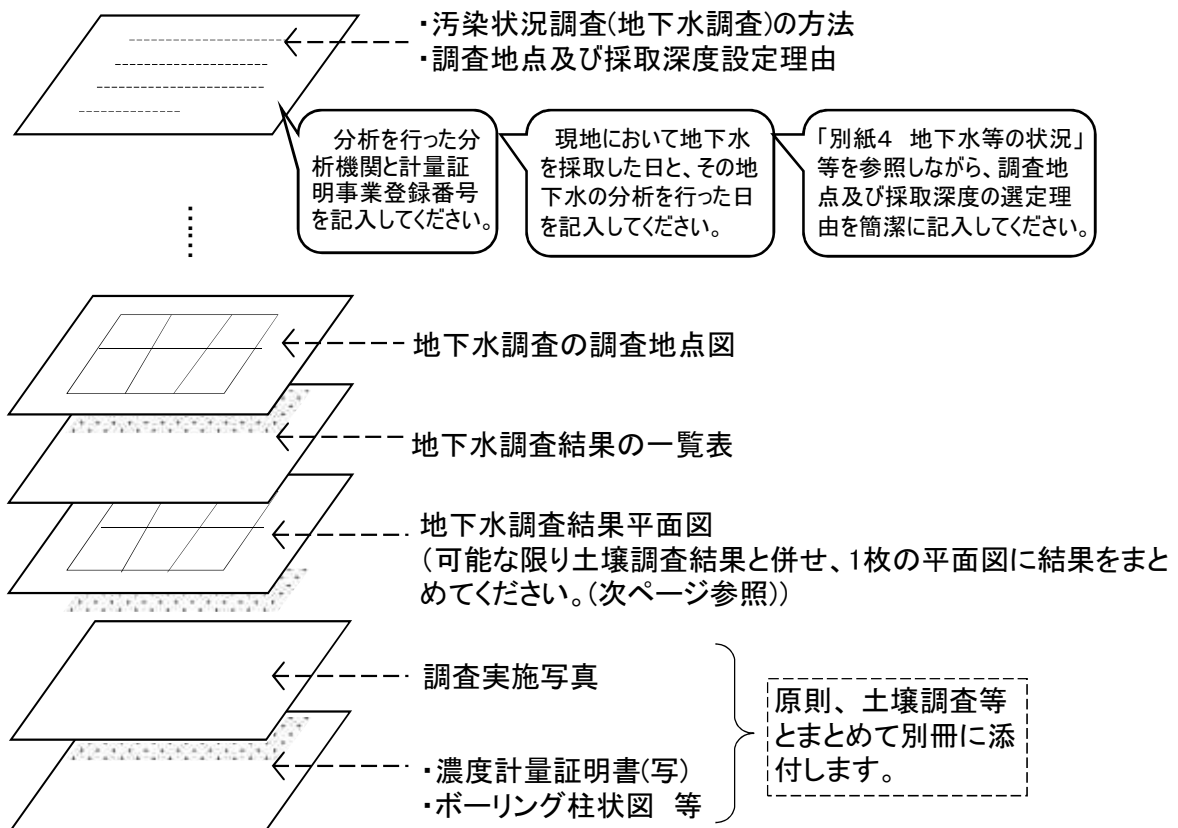 ・汚染状況調査(地下水調査)の方法
・調査地点及び採取深度設定理由
分析を行った分
析機関と計量証
明事業登録番号
を記入してください。
現地において地下水
を採取した日と、その地
下水の分析を行った日
を記入してください。
「別紙4 地下水等の状況」
等を参照しながら、調査地
点及び採取深度の選定理
由を簡潔に記入してください。
地下水調査の調査地点図
地下水調査結果の一覧表
地下水調査結果平面図
(可能な限り土壌調査結果と併せ、1枚の平面図に結果をまと
めてください。(次ページ参照))
調査実施写真
・濃度計量証明書(写)
・ボーリング柱状図 等
原則、土壌調査等
とまとめて別冊に添
付します。